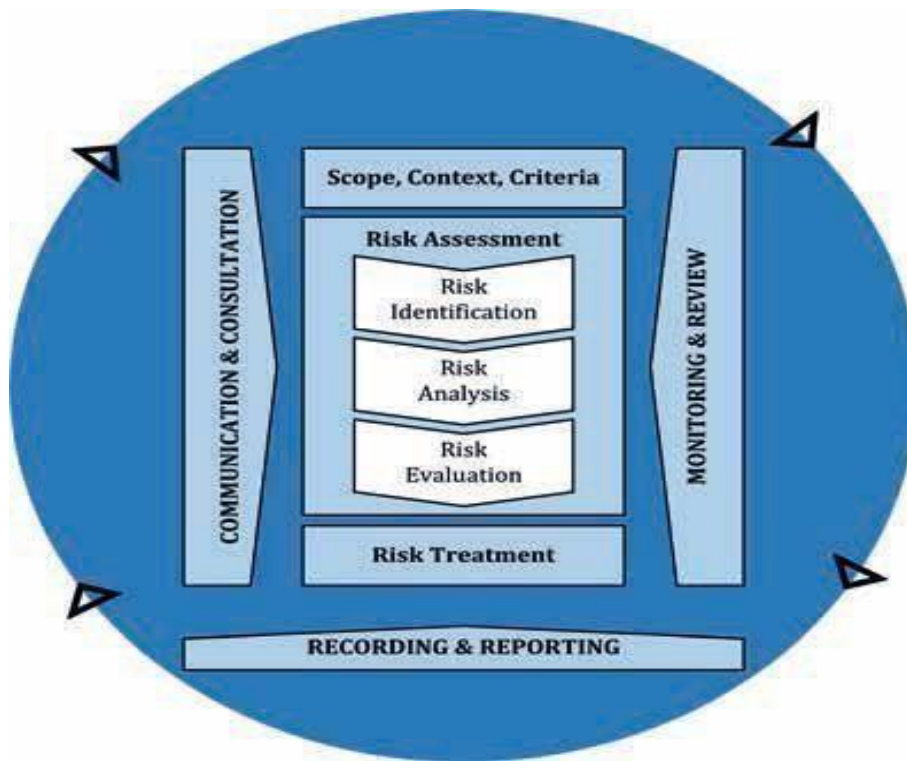 Scope, Context, Criteria
Risk Assessment
Risk
Identification
Risk
Analysis
Risk
Evaluation
Risk Treatment
COMMUNICATION & CONSULTATION
MONITORING & REVIEW
RECORDING & REPORTING